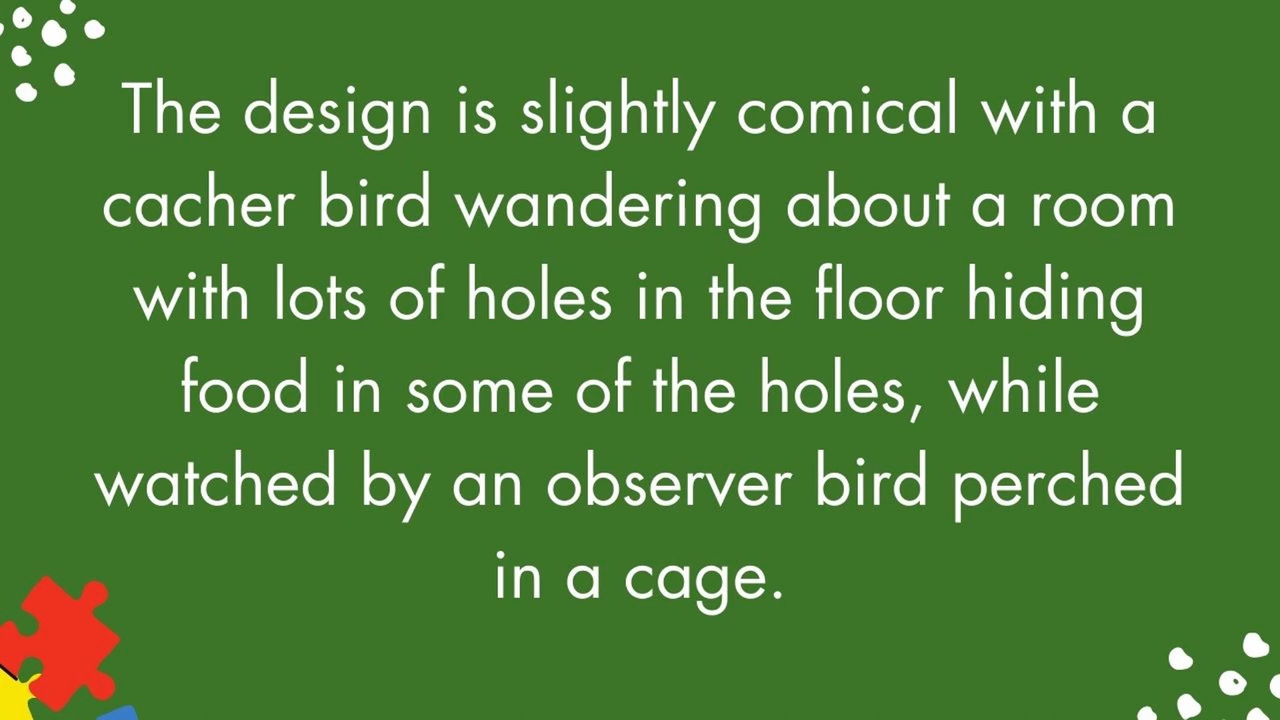 The design is slightly comical with a
cacher bird wandering about a room
with lots of holes in the floor hiding
food in some of the holes, while
watched by an observer bird perched
in a cage.